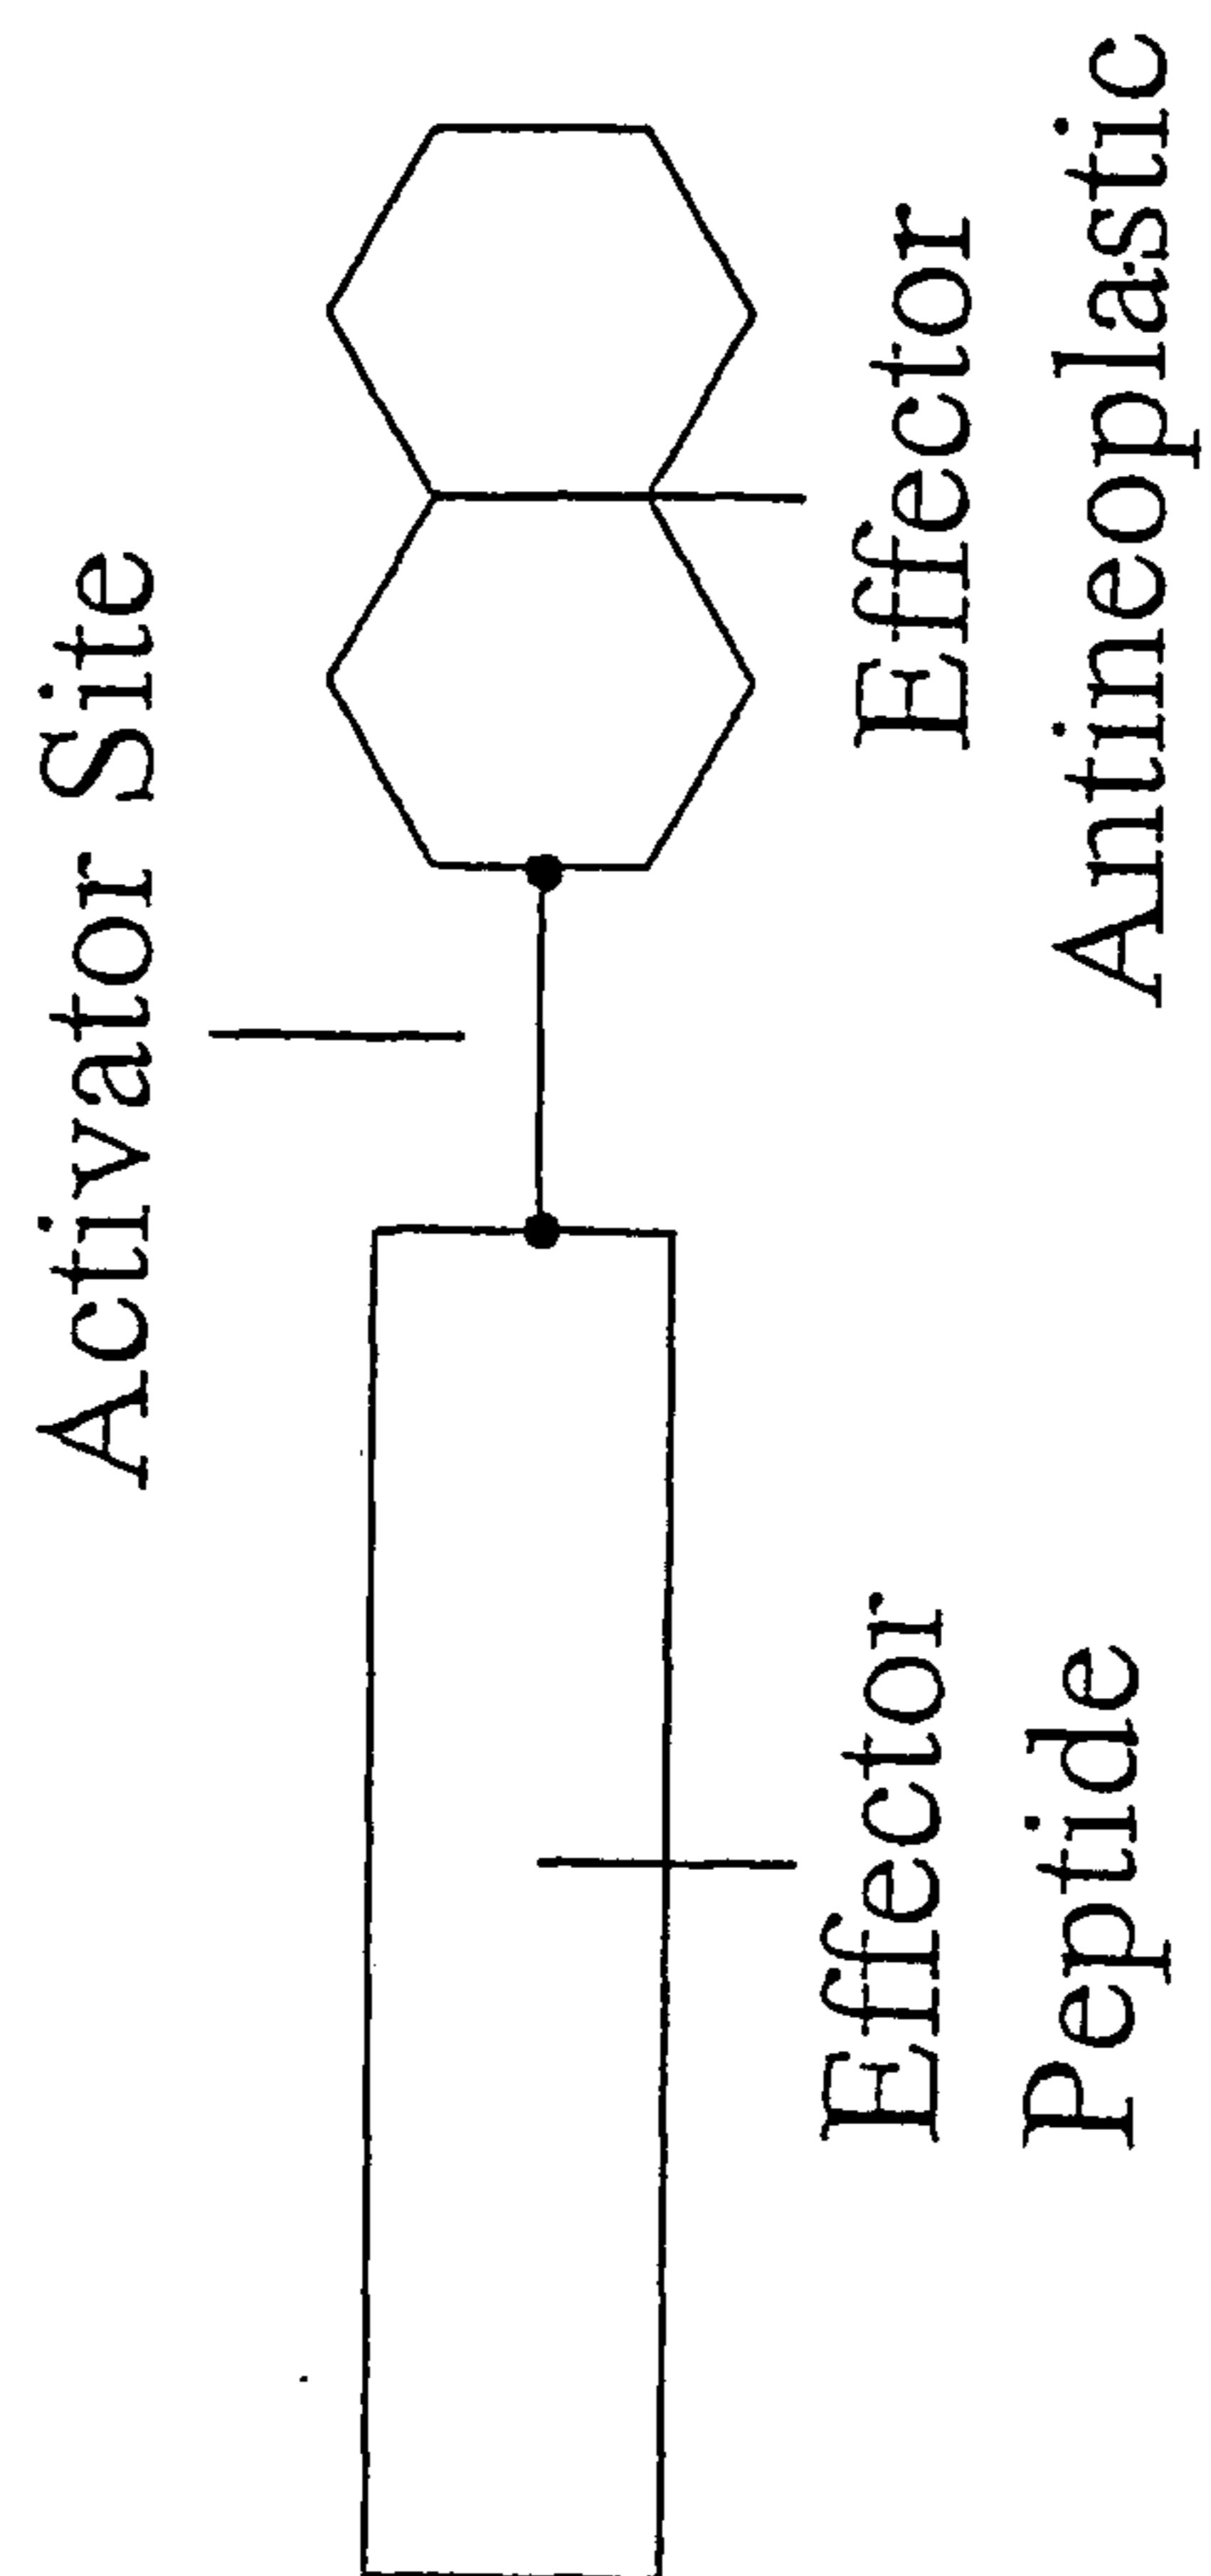 Activator Site
Effector
Peptide
Effector
Antineoplastic